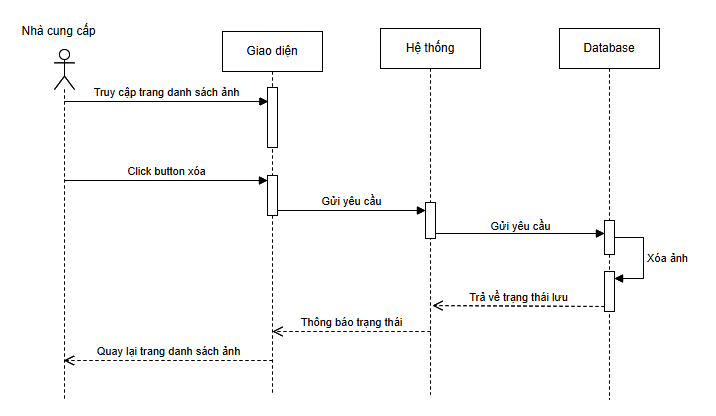 Nhà cung cấp
Giao diện
Hệ thống
Database
Truy cập trang danh sách ảnh
Click button xóa
Gửi yêu cầu
Gửi yêu cầu
Xóa ảnh
Trả về trạng thái lưu
Thông báo trạng thái
Quay lại trang danh sách ảnh